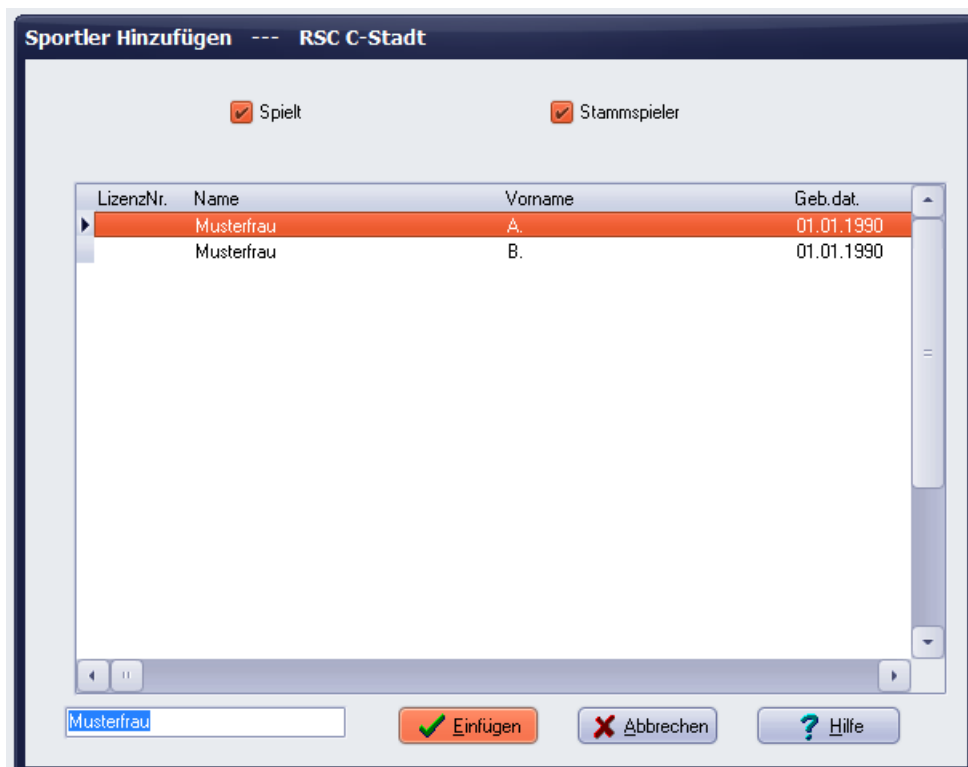 Sportler Hinzufügen --- RSC C-Stadt
Spielt Stammspieler
LizenzNr. Name Vorname Geb.dat.
Musterfrau A. 01.01.1990
Musterfrau B. 01.01.1990
Musterfrau Einfügen Abbrechen Hilfe